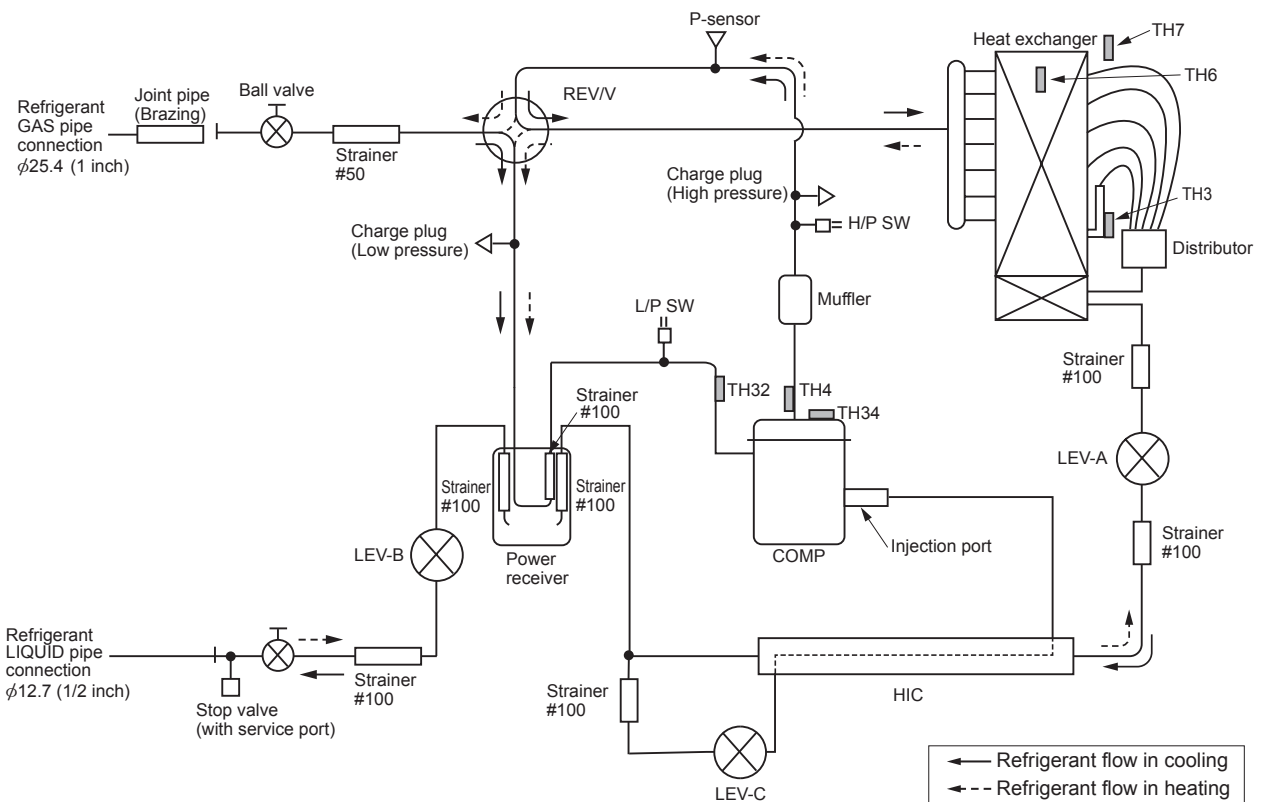 P-sensor
TH7
Heat exchanger
TH6
Refrigerant
GAS pipe
connection
ϕ25.4 (1 inch)
Joint pipe
(Brazing)
Ball valve
REV/V
Strainer
#50
Charge plug
(High pressure)
TH3
Charge plug
(Low pressure)
H/P SW
Distributor
Muffler
L/P SW
Strainer
#100
Strainer
#100
TH32
TH4
TH34
LEV-A
Strainer
#100
Strainer
#100
Strainer
#100
Injection port
COMP
LEV-B
Power
receiver
Refrigerant
LIQUID pipe
connection
ϕ12.7 (1/2 inch)
Strainer
#100
Stop valve
(with service port)
Strainer
#100
HIC
LEV-C
Refrigerant flow in cooling
Refrigerant flow in heating